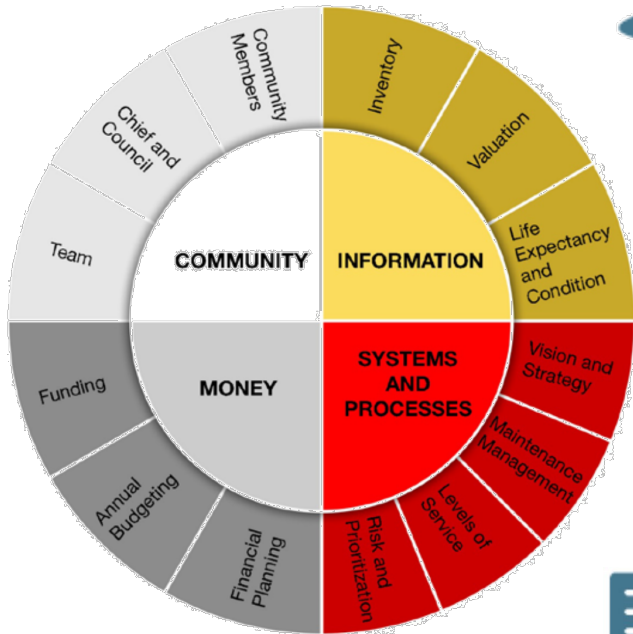 Community
Members
Chief and
Council
Team
COMMUNITY
Inventory
Valuation
Life
Expectancy
and
Condition
INFORMATION
Funding
Annual
Budgeting
Financial
Planning
MONEY
SYSTEMS
AND
PROCESSES
Vision and
Strategy
Maintenance
Management
Levels of
Service
Risk and
Prioritization